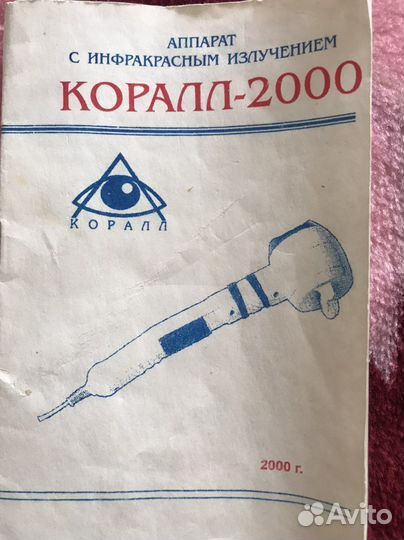 АППАРАТ
С ИНФРАКРАСНЫМ ИЗЛУЧЕНИЕМ
КОРАЛЛ-2000
КОРАЛЛ
2000 г.
Avito